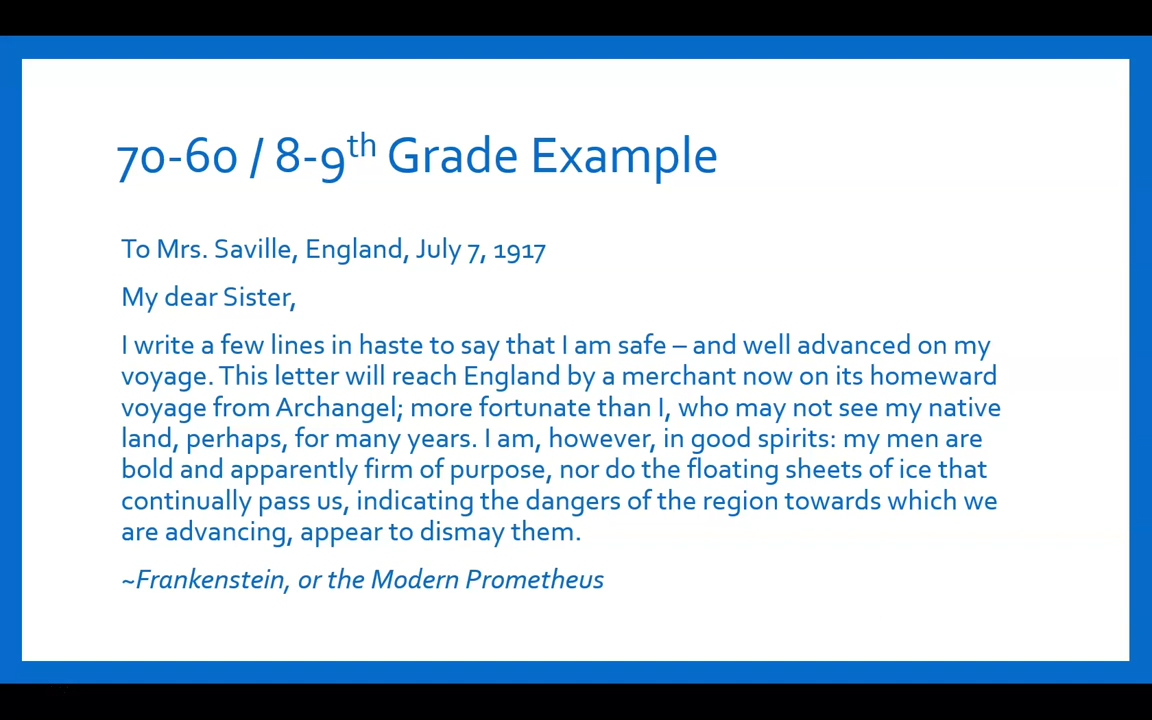 70-60 / 8-9th Grade Example
To Mrs. Saville, England, July 7, 1917
My dear Sister,
I write a few lines in haste to say that I am safe – and well advanced on my
voyage. This letter will reach England by a merchant now on its homeward
voyage from Archangel; more fortunate than I, who may not see my native
land, perhaps, for many years. I am, however, in good spirits: my men are
bold and apparently firm of purpose, nor do the floating sheets of ice that
continually pass us, indicating the dangers of the region towards which we
are advancing, appear to dismay them.
~Frankenstein, or the Modern Prometheus